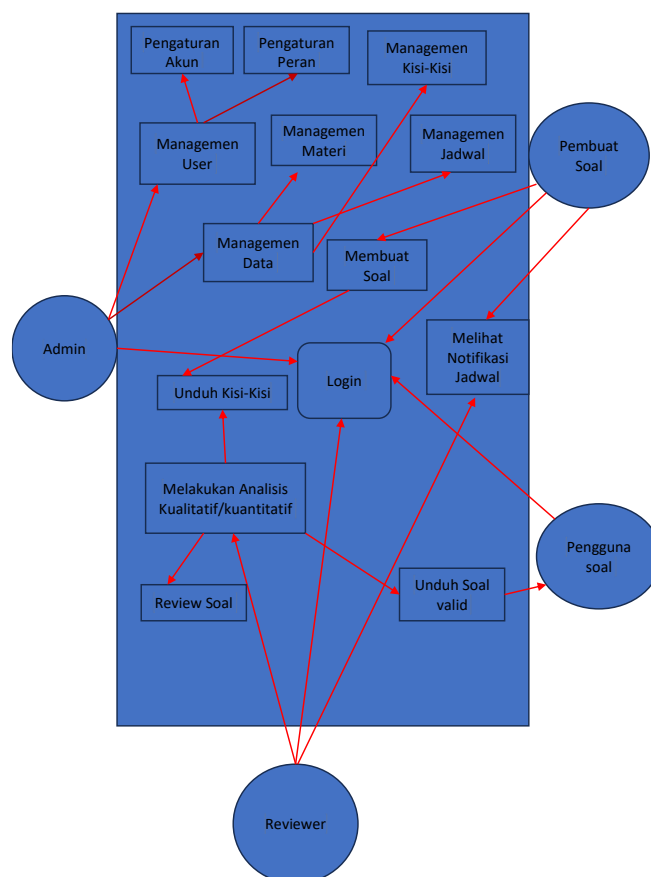 Pengaturan
Akun
Pengaturan
Peran
Managemen
Kisi-Kisi
Managemen
User
Managemen
Materi
Managemen
Jadwal
Pembuat
Soal
Managemen
Data
Membuat
Soal
Admin
Melihat
Notifikasi
Jadwal
Login
Unduh Kisi-Kisi
Melakukan Analisis
Kualitatif/kuantitatif
Pengguna
soal
Review Soal
Unduh Soal
valid
Reviewer